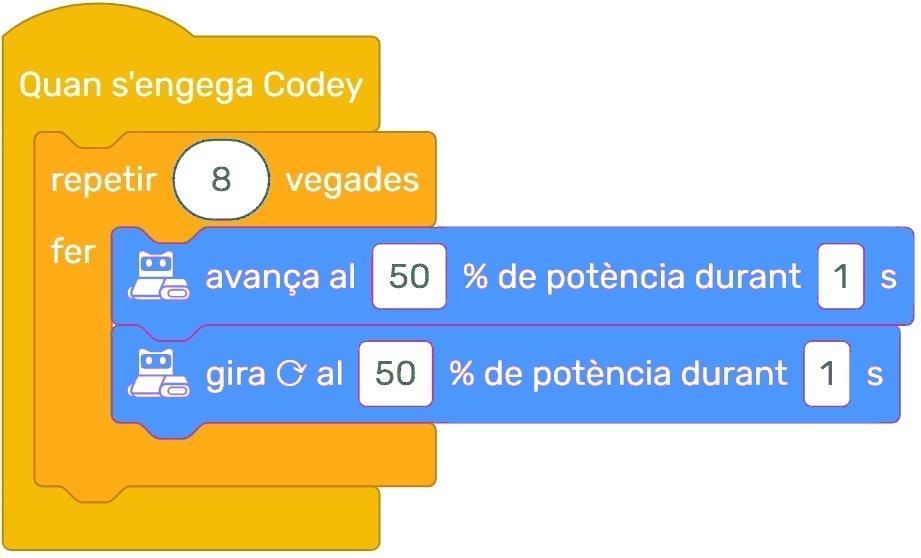 Quan s'engega Codey
repetir 8 vegades
fer
avança al 50 % de potència durant 1 s
gira ↻ al 50 % de potència durant 1 s